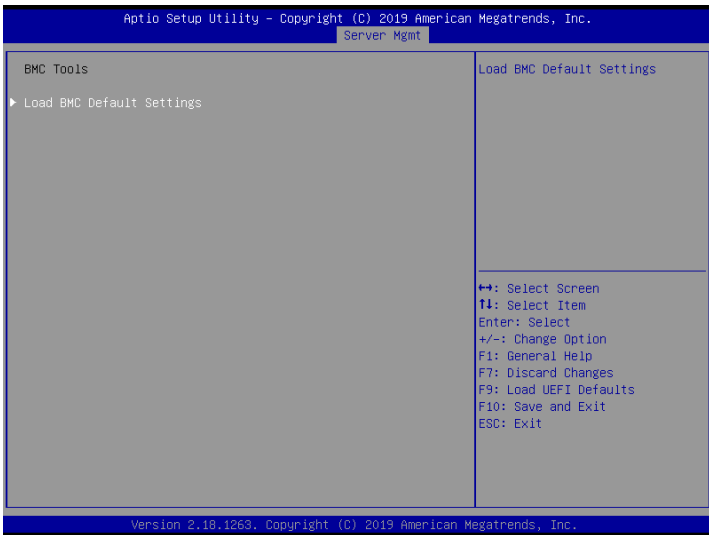 Aptio Setup Utility – Copyright (C) 2019 American Megatrends, Inc.
Server Mgmt
BMC Tools
Load BMC Default Settings
Load BMC Default Settings
↔: Select Screen
↑↓: Select Item
Enter: Select
+/-: Change Option
F1: General Help
F7: Discard Changes
F9: Load UEFI Defaults
F10: Save and Exit
ESC: Exit
Version 2.18.1263. Copyright (C) 2019 American Megatrends, Inc.